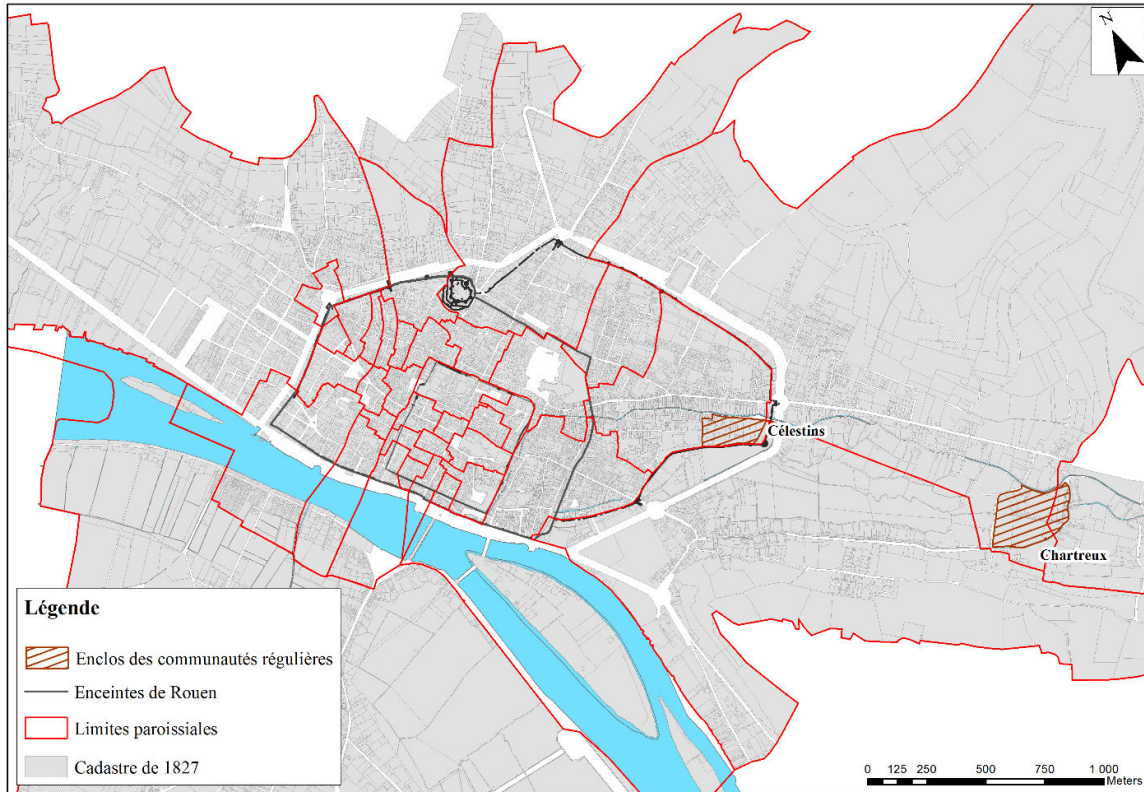 N
Célestins
Chartreux
Légende
Enclos des communautés régulières
Enceintes de Rouen
Limites paroissiales
Cadastre de 1827
0 125 250 500 750 1 000
Meters